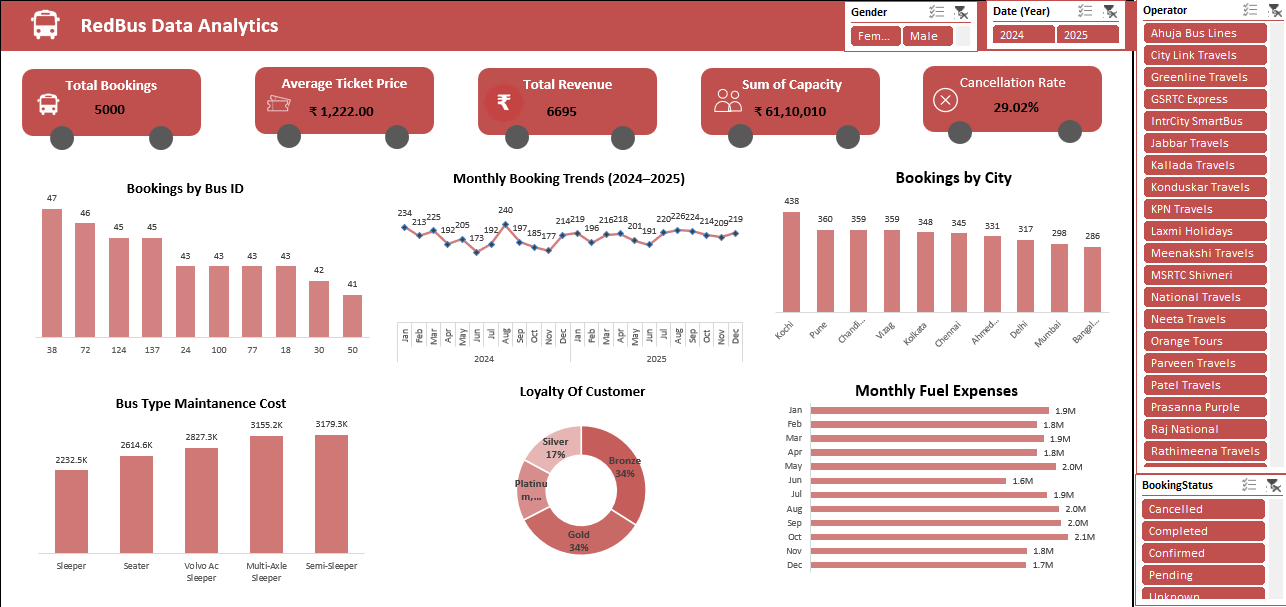 RedBus Data Analytics
Gender
Fem...
Male
Date (Year)
2024
2025
Operator
Ahuja Bus Lines
City Link Travels
Greenline Travels
GSRTC Express
IntrCity SmartBus
Jabbar Travels
Kallada Travels
Konduskar Travels
KPN Travels
Laxmi Holidays
Meenakshi Travels
MSRTC Shivneri
National Travels
Neeta Travels
Orange Tours
Parveen Travels
Patel Travels
Prasanna Purple
Raj National
Rathimeena Travels
BookingStatus
Cancelled
Completed
Confirmed
Pending
Unknown
Total Bookings
5000
Average Ticket Price
₹ 1,222.00
Total Revenue
₹
6695
Sum of Capacity
₹ 61,10,010
Cancellation Rate
29.02%
Bookings by Bus ID
47 46 45 45 43 43 43 43 42 41
38 72 124 137 24 100 77 18 30 50
Monthly Booking Trends (2024–2025)
234 213 225 192 205 173 192 240 197 185 177 214 219 196 216 218 201 191 220 226 224 214 209 219
Jan Feb Mar Apr May Jun Jul Aug Sep Oct Nov Dec Jan Feb Mar Apr May Jun Jul Aug Sep Oct Nov Dec
2024 2025
Bookings by City
438 360 359 359 348 345 331 317 298 286
Kochi Pune Chandi... Vizag Kolkata Chennai Ahmed... Delhi Mumbai Bangal...
Bus Type Maintanence Cost
2232.5K 2614.6K 2827.3K 3155.2K 3179.3K
Sleeper Seater Volvo Ac Sleeper Multi-Axle Sleeper Semi-Sleeper
Loyalty Of Customer
Silver
17%
Bronze
34%
Platinu
m,...
Gold
34%
Monthly Fuel Expenses
Jan 1.9M
Feb 1.8M
Mar 1.9M
Apr 1.8M
May 2.0M
Jun 1.6M
Jul 1.9M
Aug 2.0M
Sep 2.0M
Oct 2.1M
Nov 1.8M
Dec 1.7M